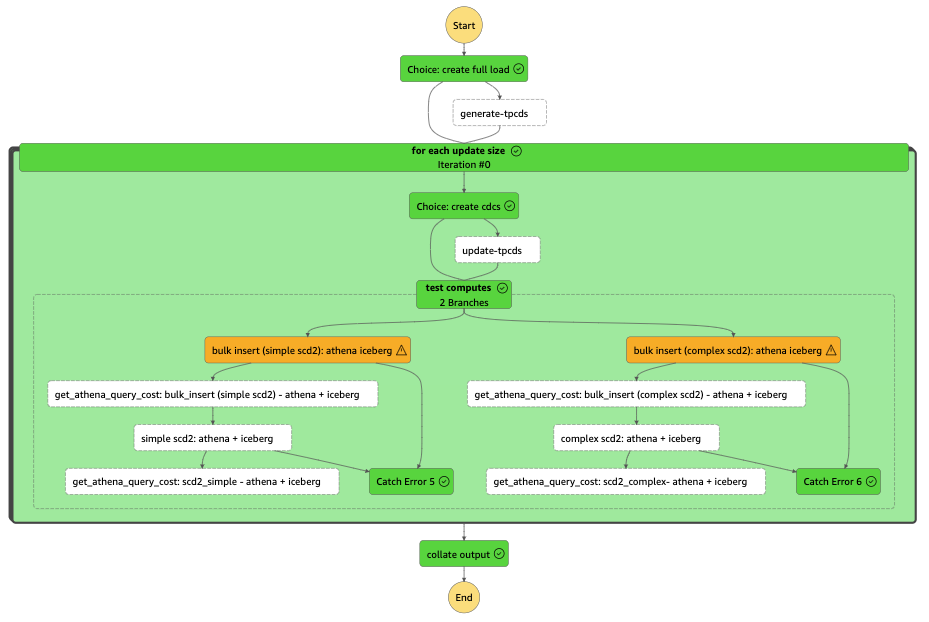 Start
Choice: create full load
generate-tpcds
for each update size
Iteration #0
Choice: create cdcs
update-tpcds
test computes
2 Branches
bulk insert (simple scd2): athena iceberg
bulk insert (complex scd2): athena iceberg
get_athena_query_cost: bulk_insert (simple scd2) - athena + iceberg
get_athena_query_cost: bulk_insert (complex scd2) - athena + iceberg
simple scd2: athena + iceberg
complex scd2: athena + iceberg
get_athena_query_cost: scd2_simple - athena + iceberg
Catch Error 5
get_athena_query_cost: scd2_complex- athena + iceberg
Catch Error 6
collate output
End